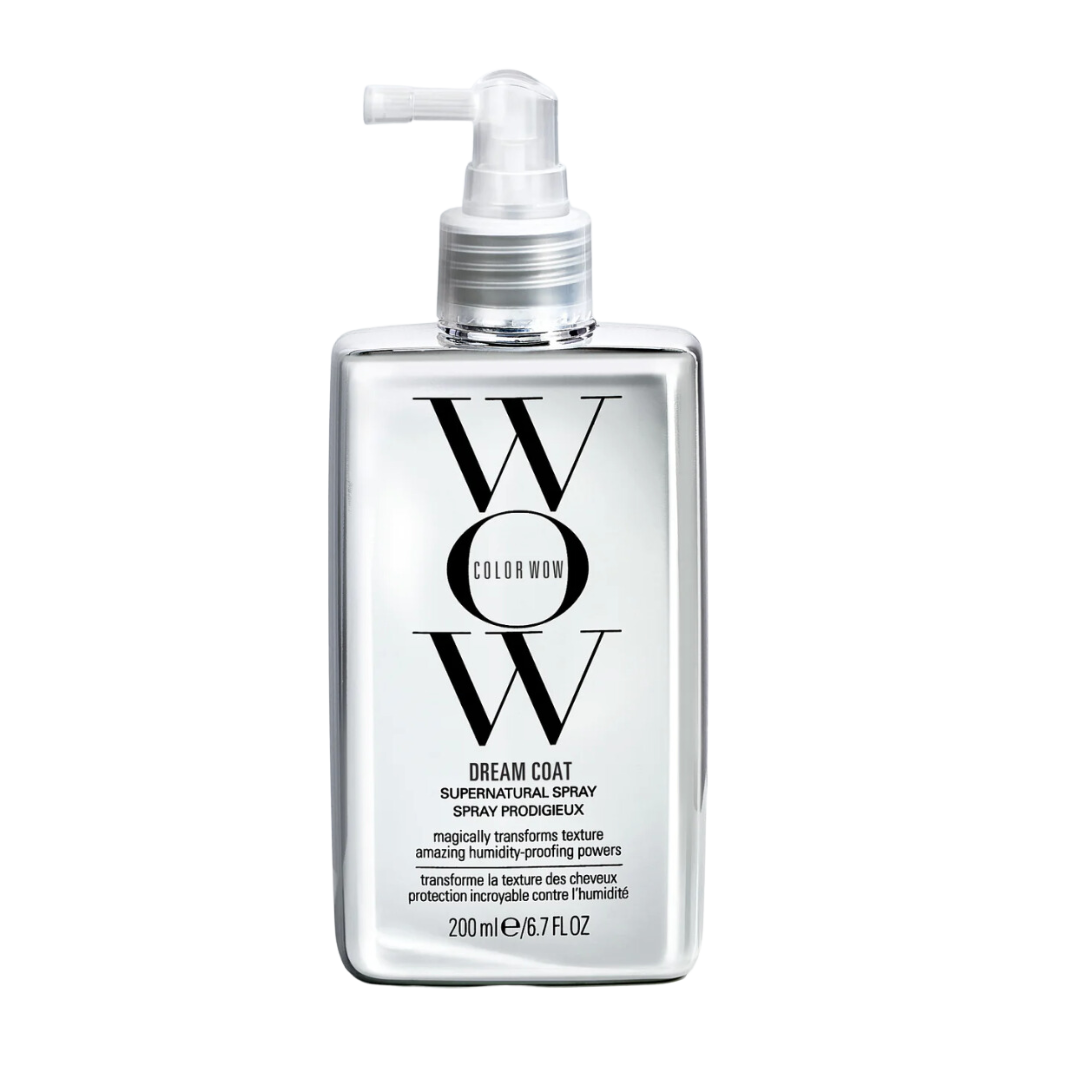 W
COLOR WOW
O
W
DREAM COAT
SUPERNATURAL SPRAY
SPRAY PRODIGIEUX
magically transforms texture
amazing humidity-proofing powers
transforme la texture des cheveux
protection incroyable contre l'humidité
200 ml e/6.7 FL OZ